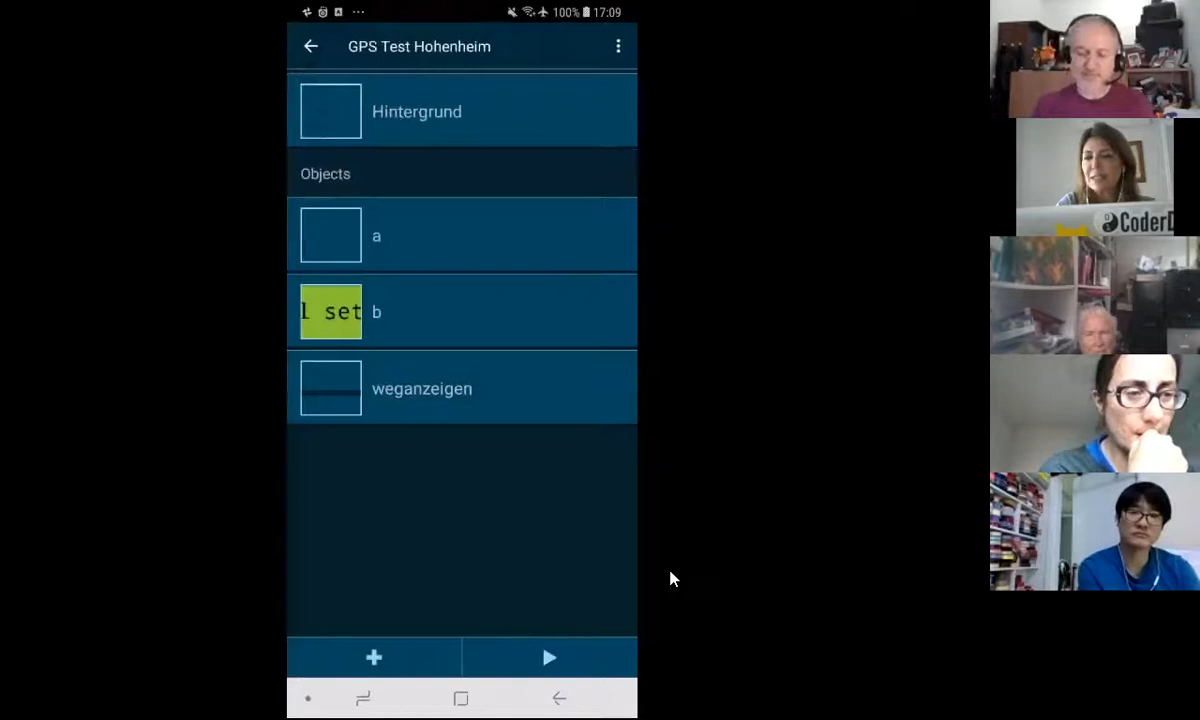 100% 17:09
GPS Test Hohenheim
Hintergrund
Objects
a
l set
b
weganzeigen
CoderD